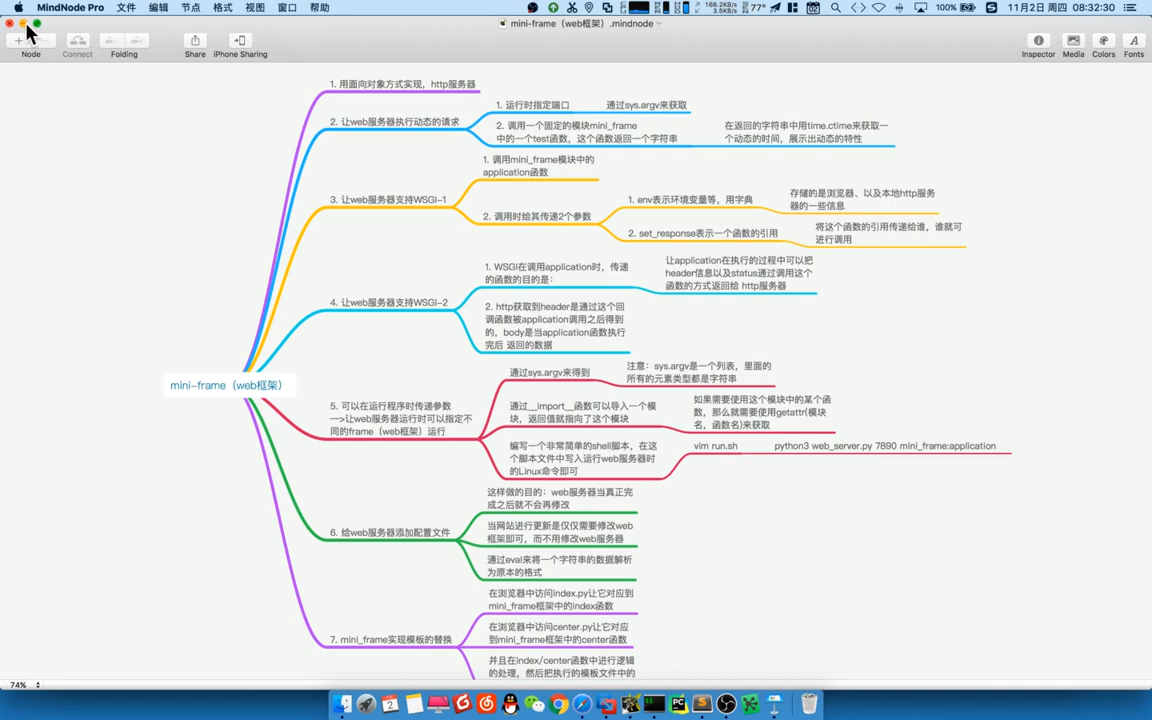 MindNode Pro 文件 编辑 节点 格式 视图 窗口 帮助
166.2KB/s
3.5KB/s
77°
100%
11月2日 周四 08:32:30
mini-frame（web框架）.mindnode
Node Connect Folding Share iPhone Sharing Inspector Media Colors Fonts
1. 用面向对象方式实现，http服务器
2. 让web服务器执行动态的请求
1. 运行时指定端口
通过sys.argv来获取
2. 调用一个固定的模块mini_frame
中的一个test函数，这个函数返回一个字符串
在返回的字符串中用time.ctime来获取一
个动态的时间，展示出动态的特性
3. 让web服务器支持WSGI-1
1. 调用mini_frame模块中的
application函数
2. 调用时给其传递2个参数
1. env表示环境变量等，用字典
存储的是浏览器、以及本地http服务
器的一些信息
2. set_response表示一个函数的引用
将这个函数的引用传递给谁，谁就可
进行调用
4. 让web服务器支持WSGI-2
1. WSGI在调用application时，传递
的函数的目的是：
让application在执行的过程中可以把
header信息以及status通过调用这个
函数的方式返回给 http服务器
2. http获取到header是通过这个回
调函数被application调用之后得到
的，body是当application函数执行
完后 返回的数据
mini-frame（web框架）
5. 可以在运行程序时传递参数
—>让web服务器运行时可以指定不
同的frame（web框架）运行
通过sys.argv来得到
注意：sys.argv是一个列表，里面的
所有的元素类型都是字符串
通过__import__函数可以导入一个模
块，返回值就指向了这个模块
如果需要使用这个模块中的某个函
数，那么就需要使用getattr(模块
名，函数名)来获取
编写一个非常简单的shell脚本，在这
个脚本文件中写入运行web服务器时
的Linux命令即可
vim run.sh
python3 web_server.py 7890 mini_frame:application
6. 给web服务器添加配置文件
这样做的目的：web服务器当真正完
成之后就不会再修改
当网站进行更新是仅仅需要修改web
框架即可，而不用修改web服务器
通过eval来将一个字符串的数据解析
为原本的格式
7. mini_frame实现模板的替换
在浏览器中访问index.py让它对应到
mini_frame框架中的index函数
在浏览器中访问center.py让它对应
到mini_frame框架中的center函数
并且在index/center函数中进行逻辑
的处理，然后把执行的模板文件中的
74%